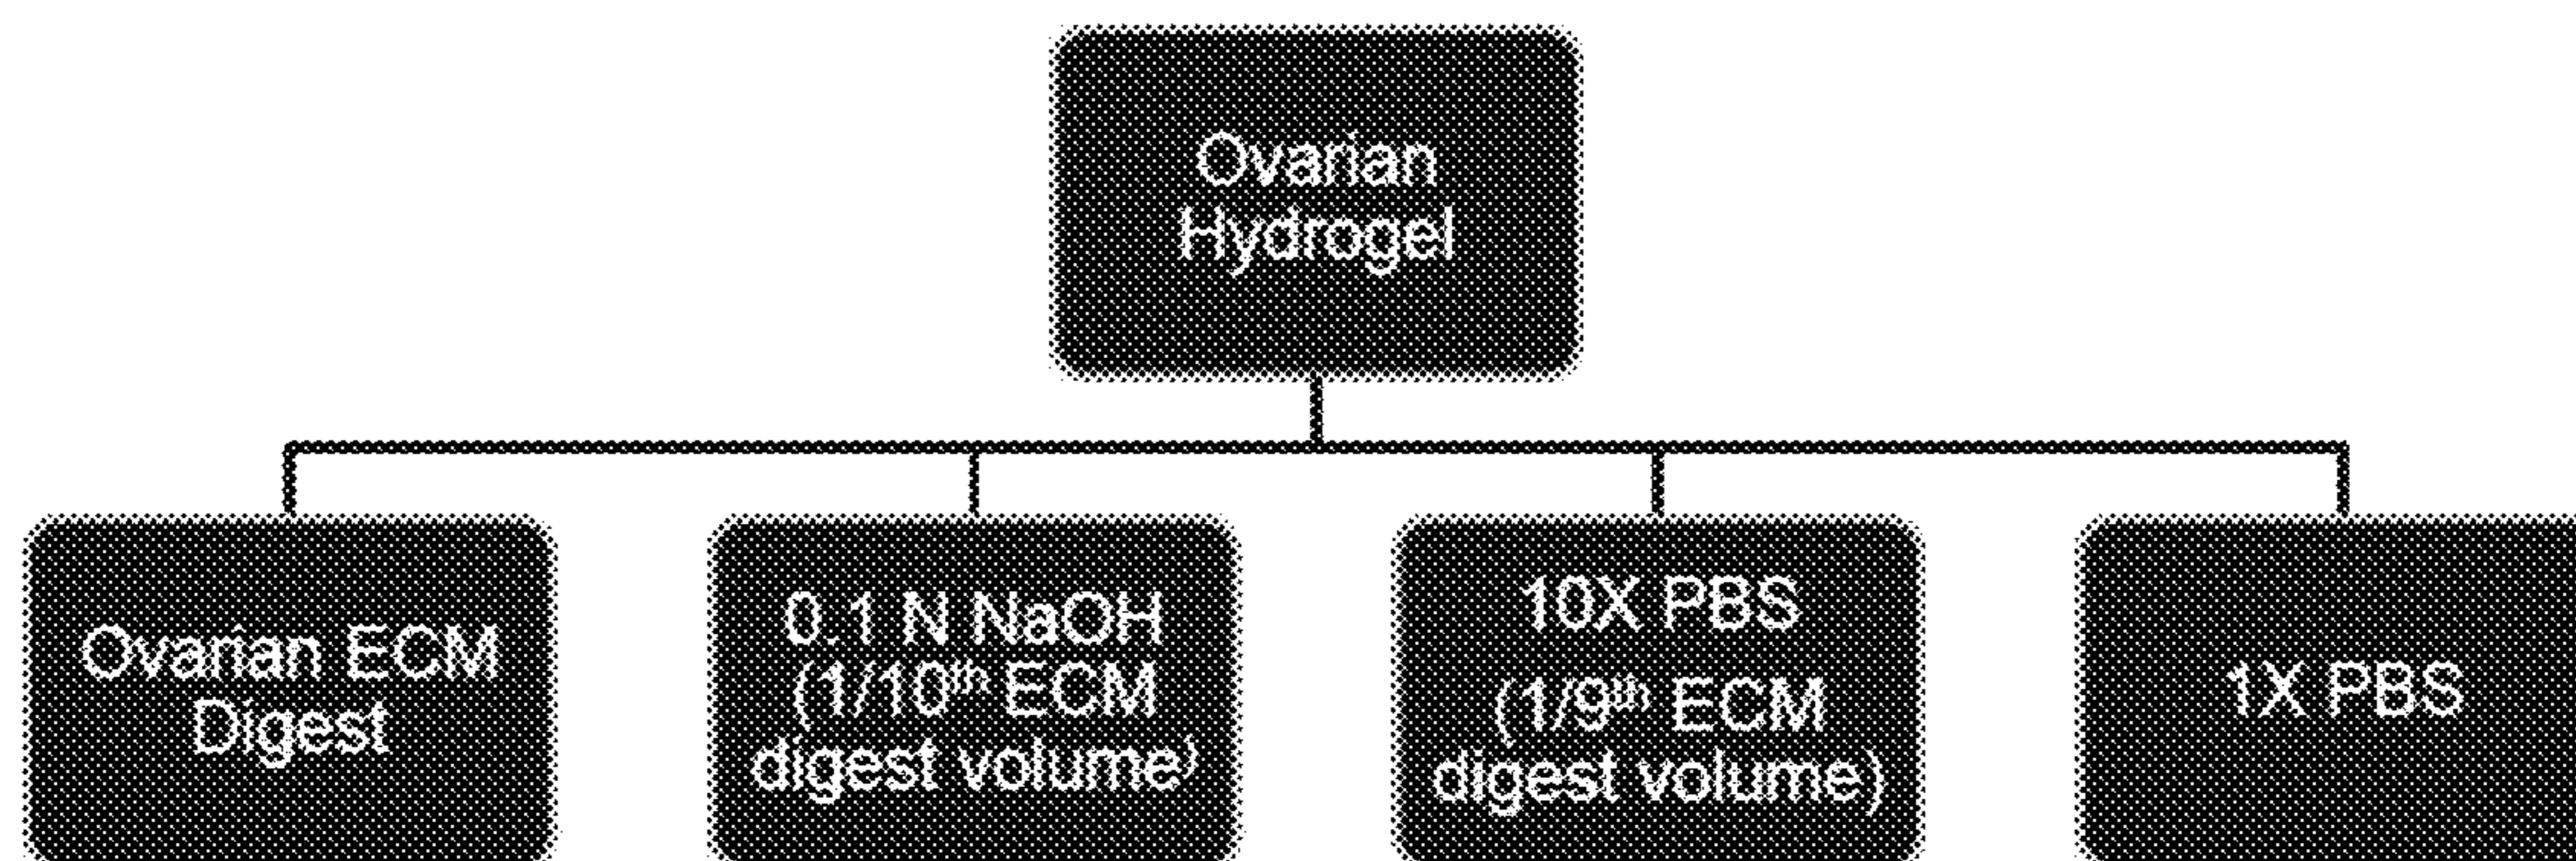 Ovarian
Hydrogel
Ovarian ECM
Digest
0.1 N NaOH
(1/10th ECM
digest volume)
10X PBS
(1/9th ECM
digest volume)
1X PBS